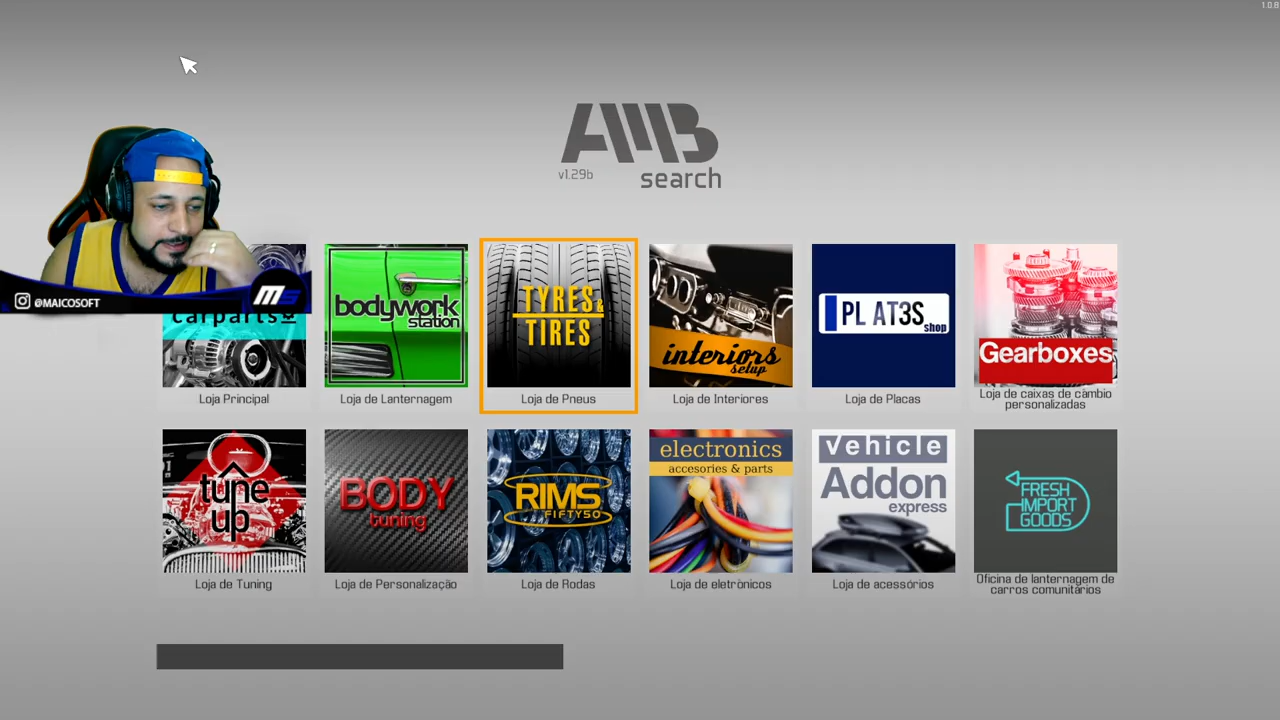 1.0.8
AMB
v1.29b
search
@MAICOSOFT
MS
carparts
bodywork
station
TYRES &
TIRES
interiors
setup
PL AT3S
shop
Gearboxes
Loja Principal
Loja de Lanternagem
Loja de Pneus
Loja de Interiores
Loja de Placas
Loja de caixas de câmbio
personalizadas
tune
up
BODY
tuning
RIMS
FIFTY50
electronics
accesories & parts
vehicle
Addon
express
FRESH
IMPORT
GOODS
Loja de Tuning
Loja de Personalização
Loja de Rodas
Loja de eletrônicos
Loja de acessórios
Oficina de lanternagem de
carros comunitários